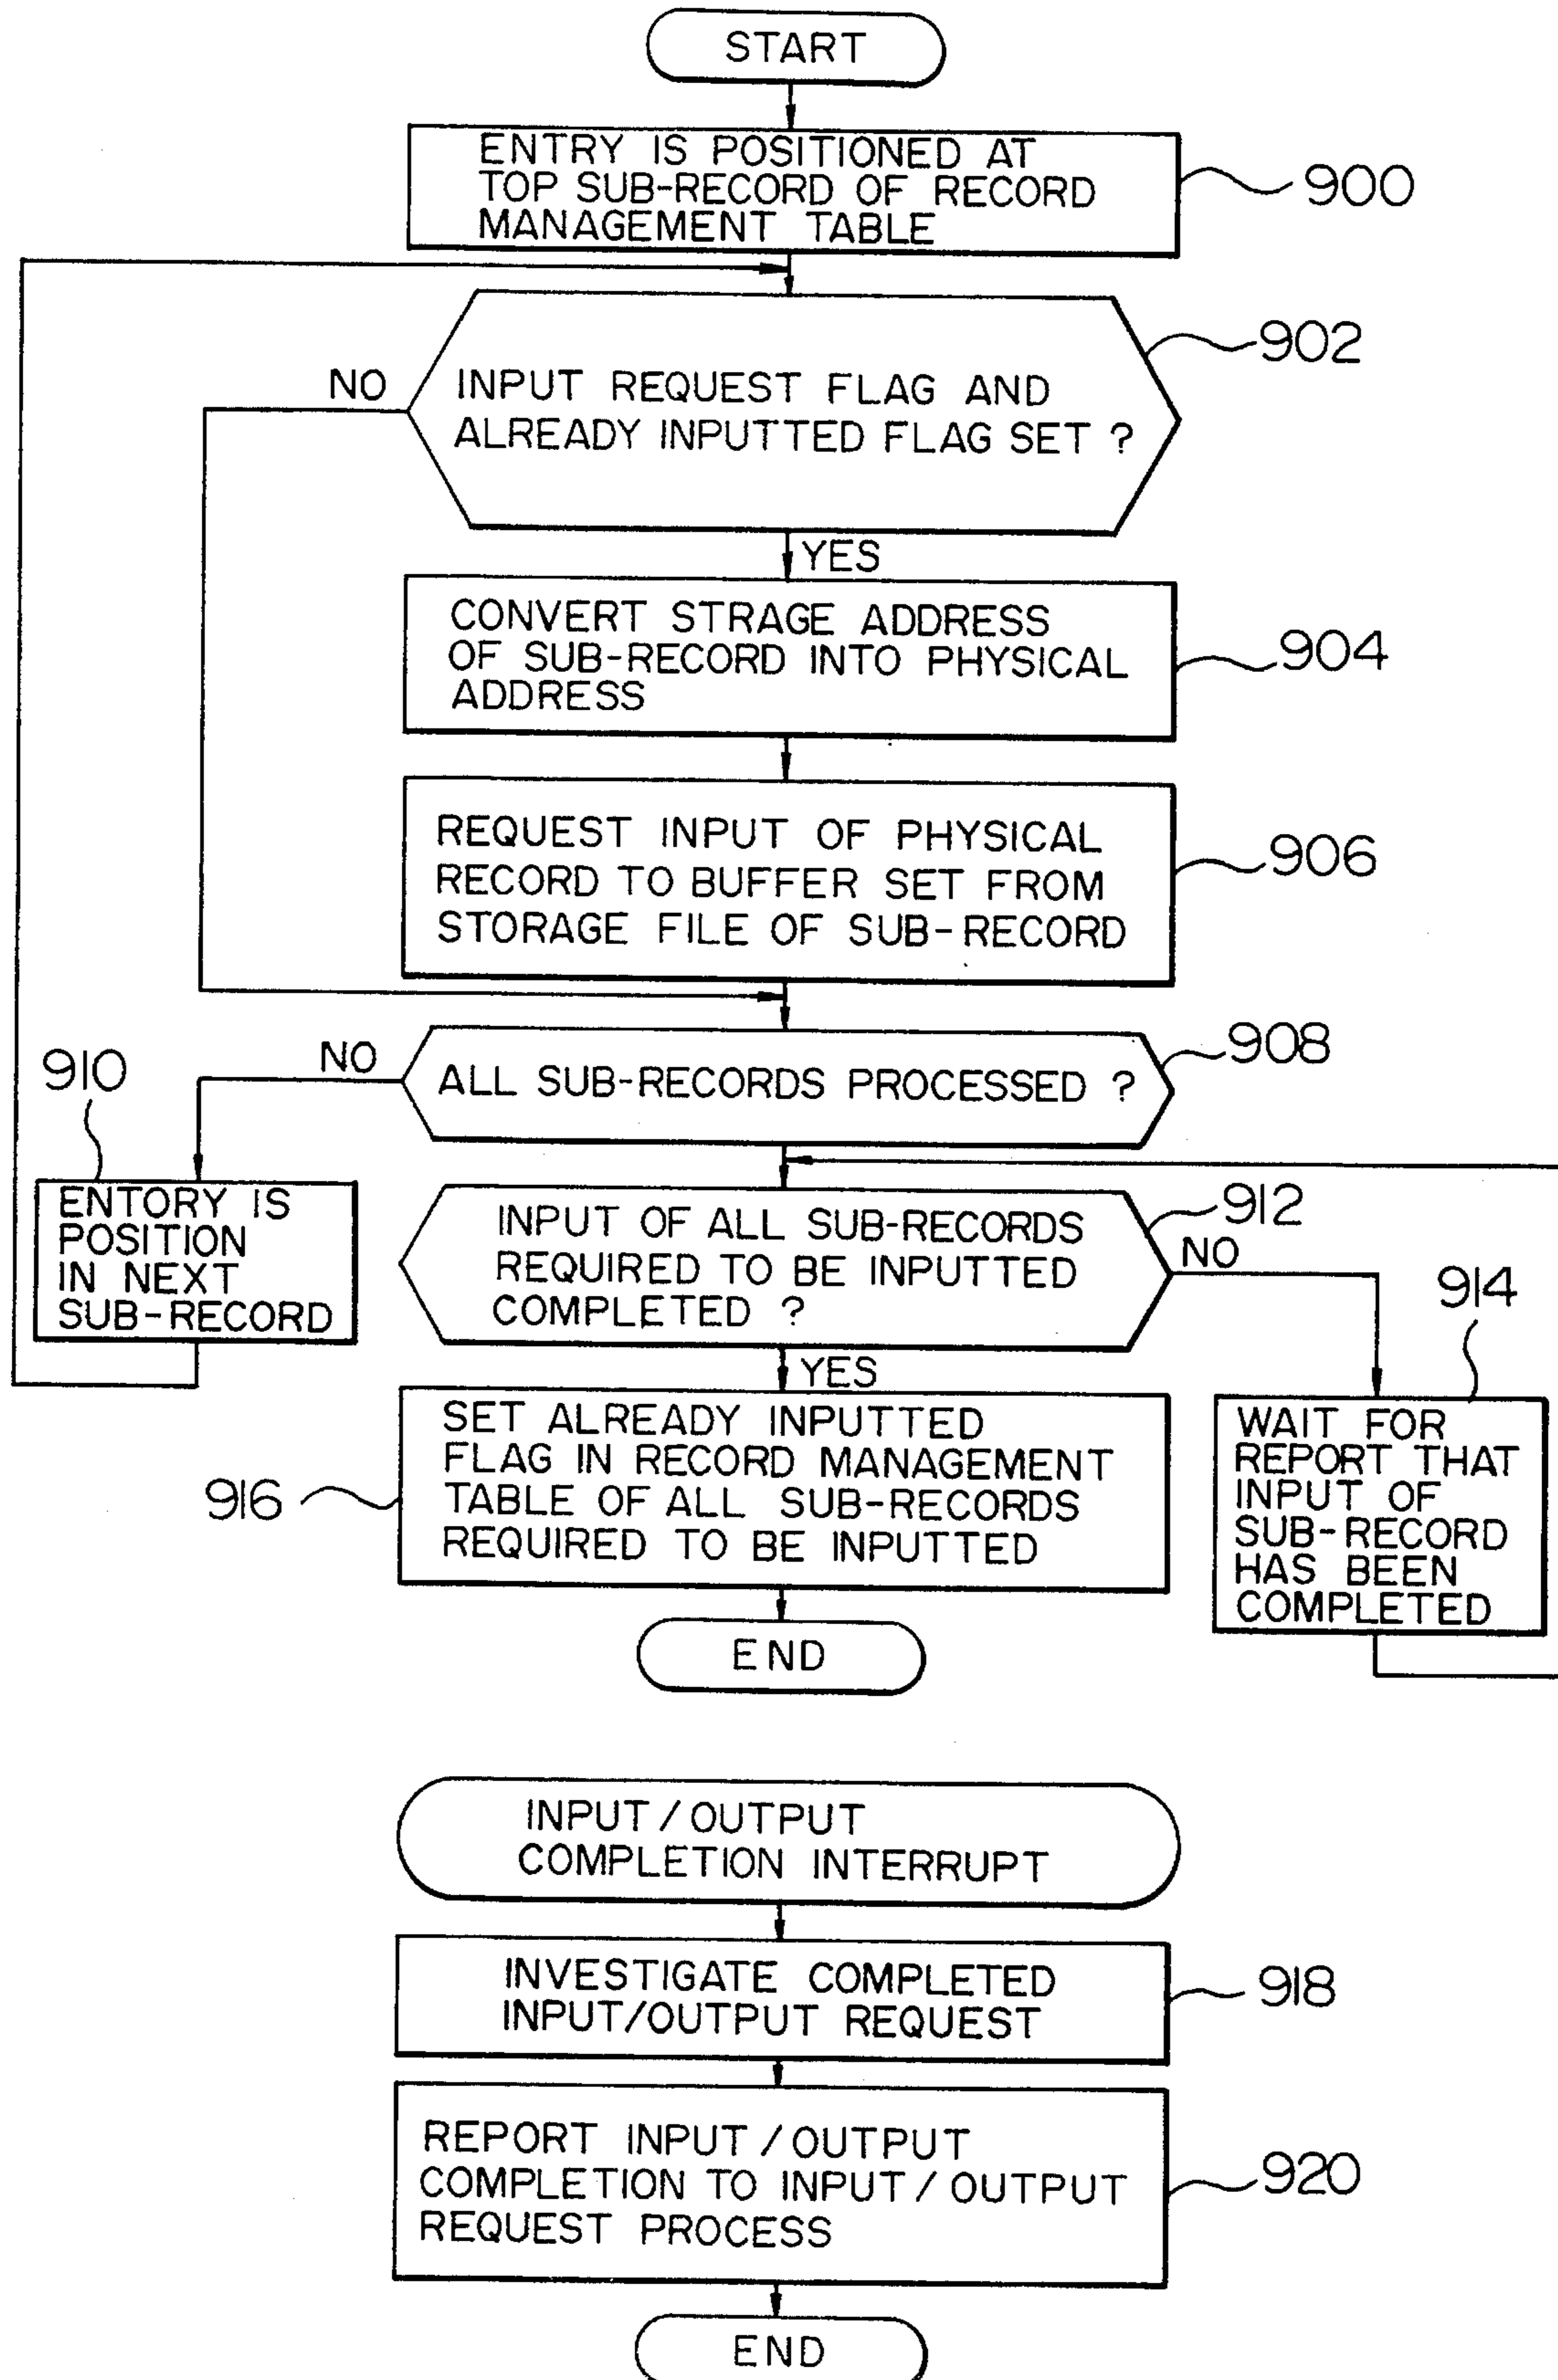 START
ENTRY IS POSITIONED AT
TOP SUB-RECORD OF RECORD
MANAGEMENT TABLE
900
902
NO
INPUT REQUEST FLAG AND
ALREADY INPUTTED FLAG SET ?
YES
CONVERT STRAGE ADDRESS
OF SUB-RECORD INTO PHYSICAL
ADDRESS
904
REQUEST INPUT OF PHYSICAL
RECORD TO BUFFER SET FROM
STORAGE FILE OF SUB-RECORD
906
908
NO
ALL SUB-RECORDS PROCESSED ?
910
ENTORY IS
POSITION
IN NEXT
SUB-RECORD
912
INPUT OF ALL SUB-RECORDS
REQUIRED TO BE INPUTTED
COMPLETED ?
NO
914
YES
WAIT FOR
REPORT THAT
INPUT OF
SUB-RECORD
HAS BEEN
COMPLETED
SET ALREADY INPUTTED
FLAG IN RECORD MANAGEMENT
TABLE OF ALL SUB-RECORDS
REQUIRED TO BE INPUTTED
916
END
INPUT/OUTPUT
COMPLETION INTERRUPT
INVESTIGATE COMPLETED
INPUT/OUTPUT REQUEST
918
REPORT INPUT/OUTPUT
COMPLETION TO INPUT/OUTPUT
REQUEST PROCESS
920
END